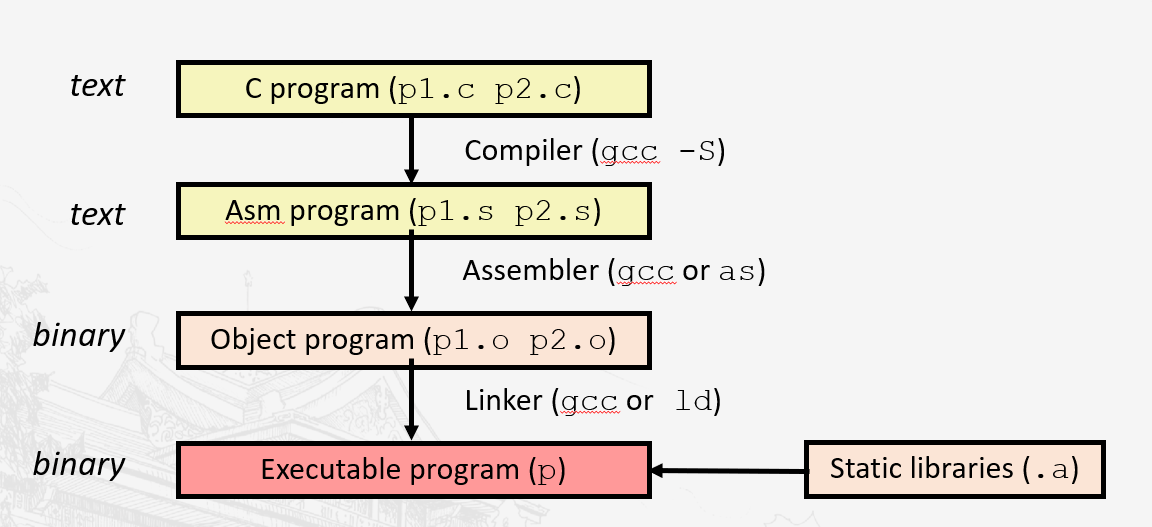 text
C program (p1.c p2.c)
Compiler (gcc -S)
text
Asm program (p1.s p2.s)
Assembler (gcc or as)
binary
Object program (p1.o p2.o)
Linker (gcc or ld)
binary
Executable program (p)
Static libraries (.a)